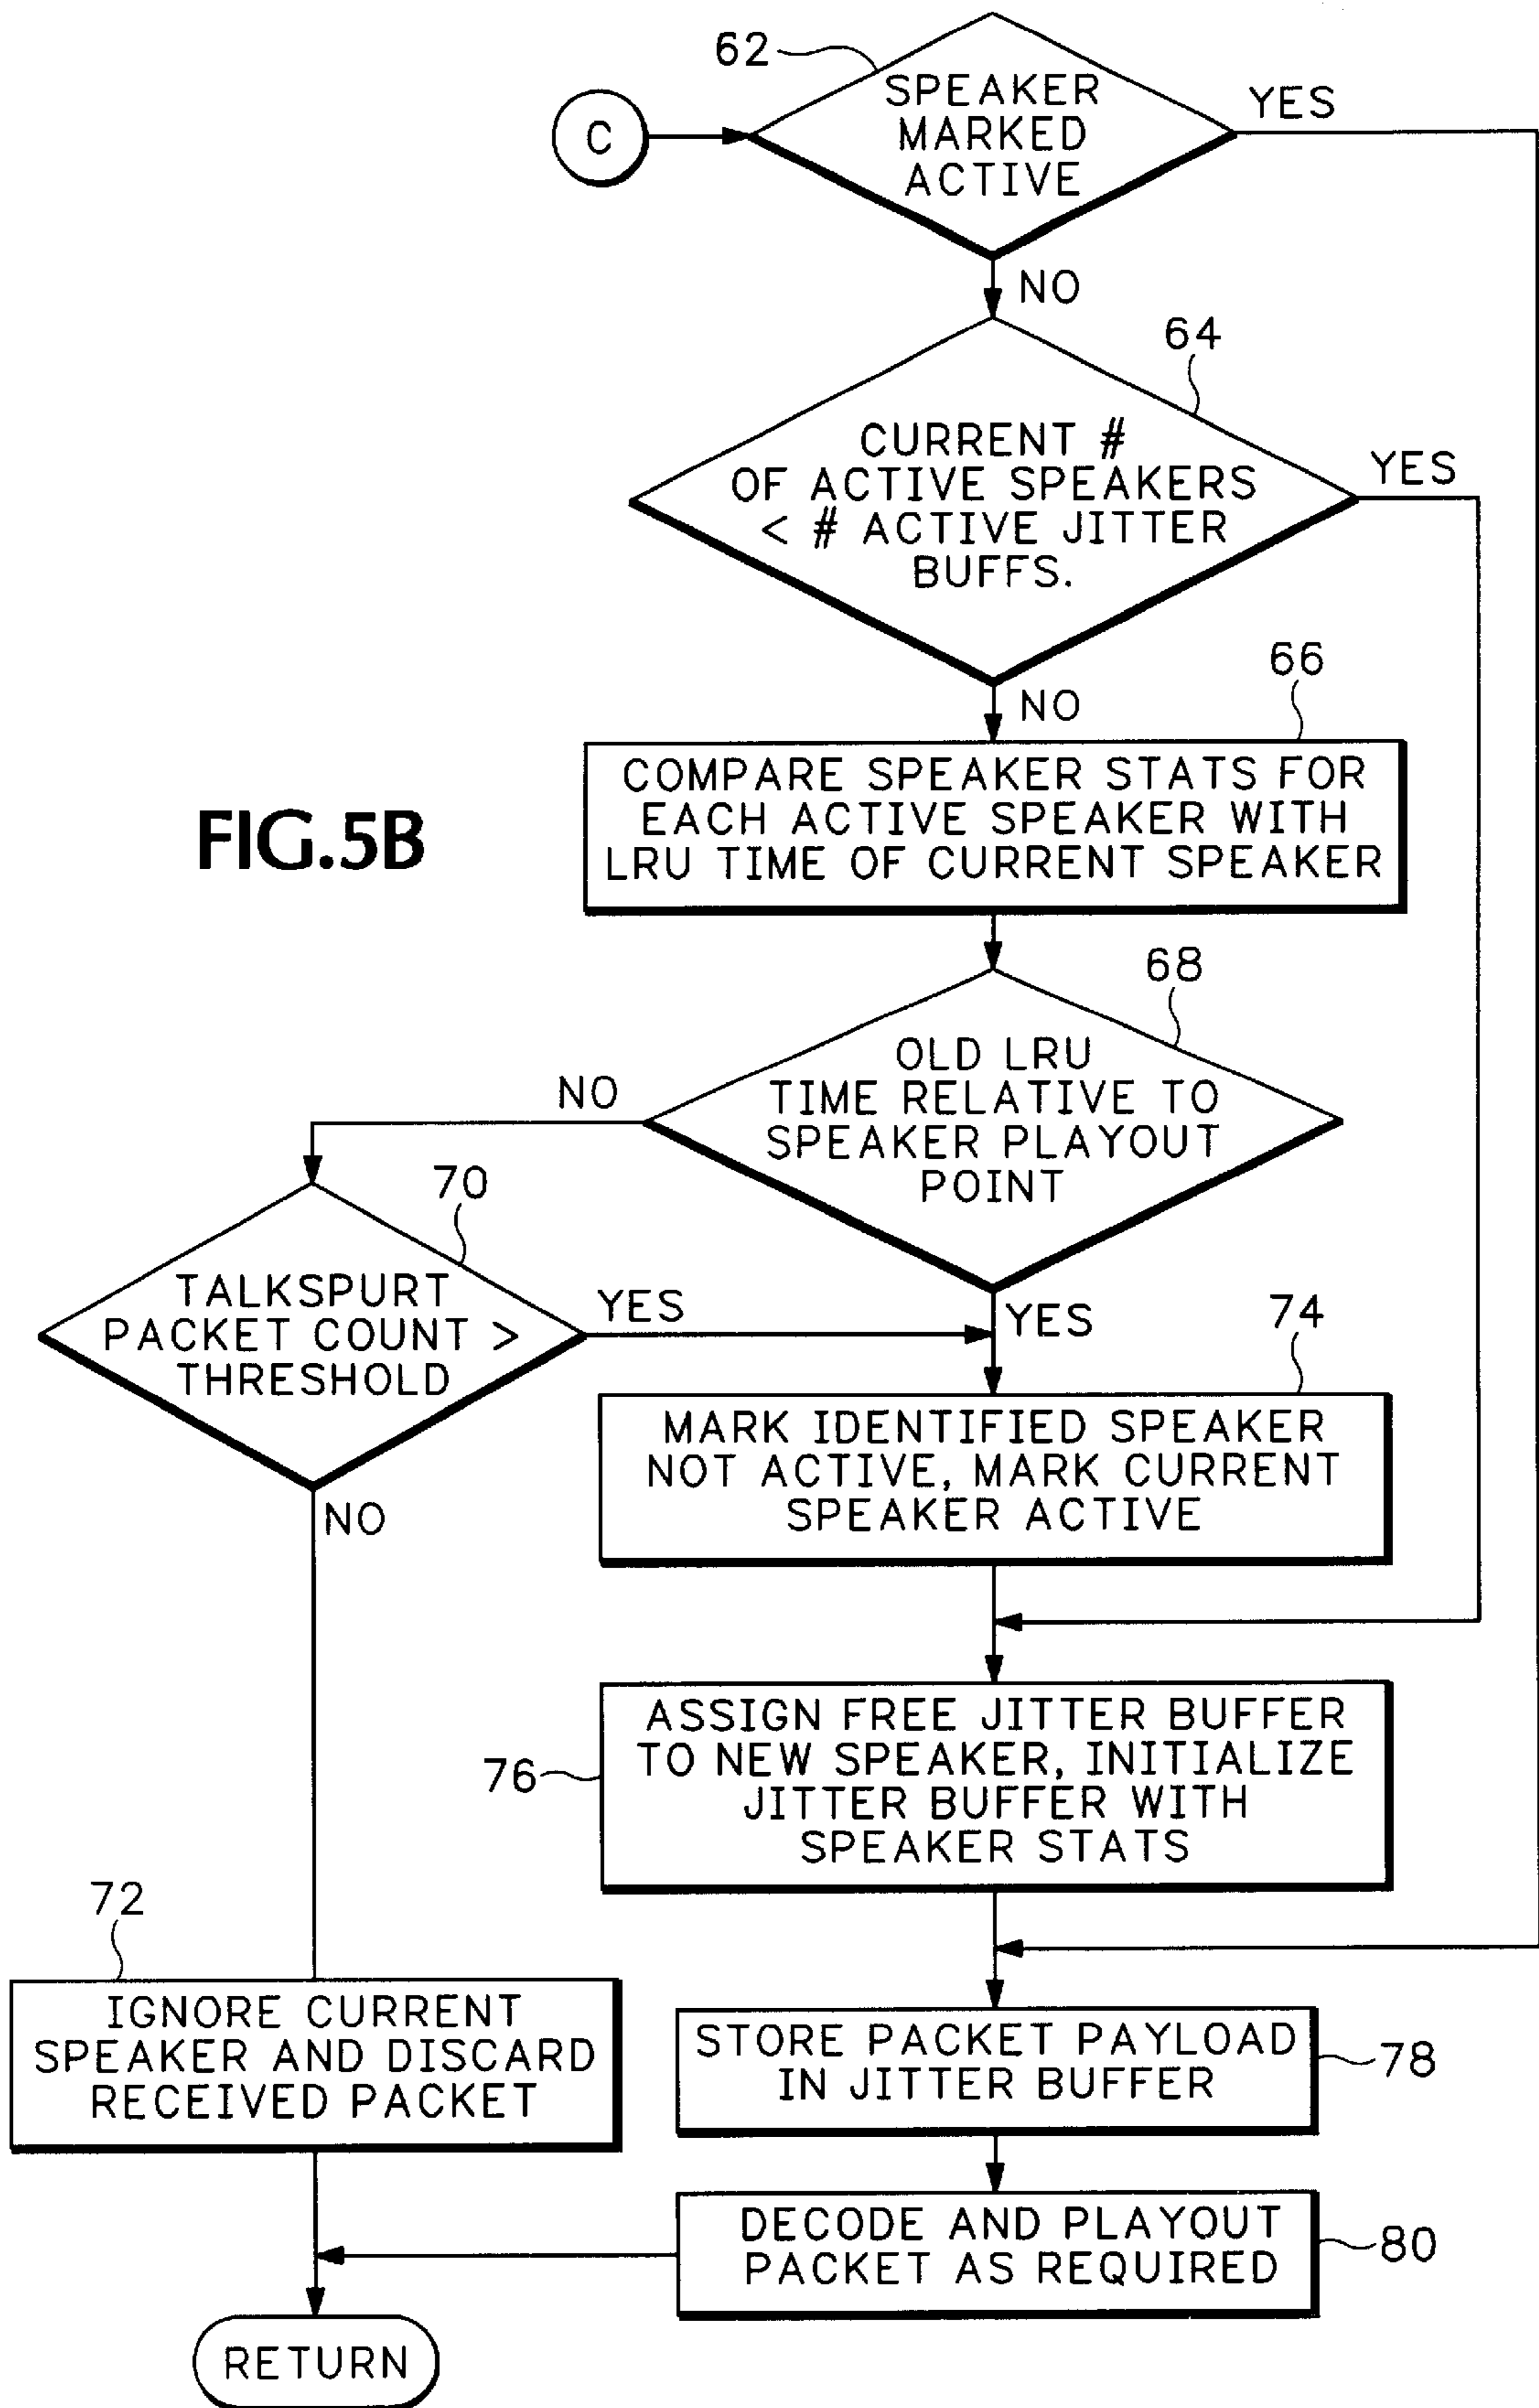 62
SPEAKER
MARKED
ACTIVE
YES
C
NO
64
CURRENT #
OF ACTIVE SPEAKERS
< # ACTIVE JITTER
BUFFS.
YES
NO
66
COMPARE SPEAKER STATS FOR
EACH ACTIVE SPEAKER WITH
LRU TIME OF CURRENT SPEAKER
FIG.5B
68
OLD LRU
TIME RELATIVE TO
SPEAKER PLAYOUT
POINT
NO
YES
70
TALKSPURT
PACKET COUNT >
THRESHOLD
YES
NO
74
MARK IDENTIFIED SPEAKER
NOT ACTIVE, MARK CURRENT
SPEAKER ACTIVE
76
ASSIGN FREE JITTER BUFFER
TO NEW SPEAKER, INITIALIZE
JITTER BUFFER WITH
SPEAKER STATS
72
IGNORE CURRENT
SPEAKER AND DISCARD
RECEIVED PACKET
STORE PACKET PAYLOAD
IN JITTER BUFFER
78
DECODE AND PLAYOUT
PACKET AS REQUIRED
80
RETURN